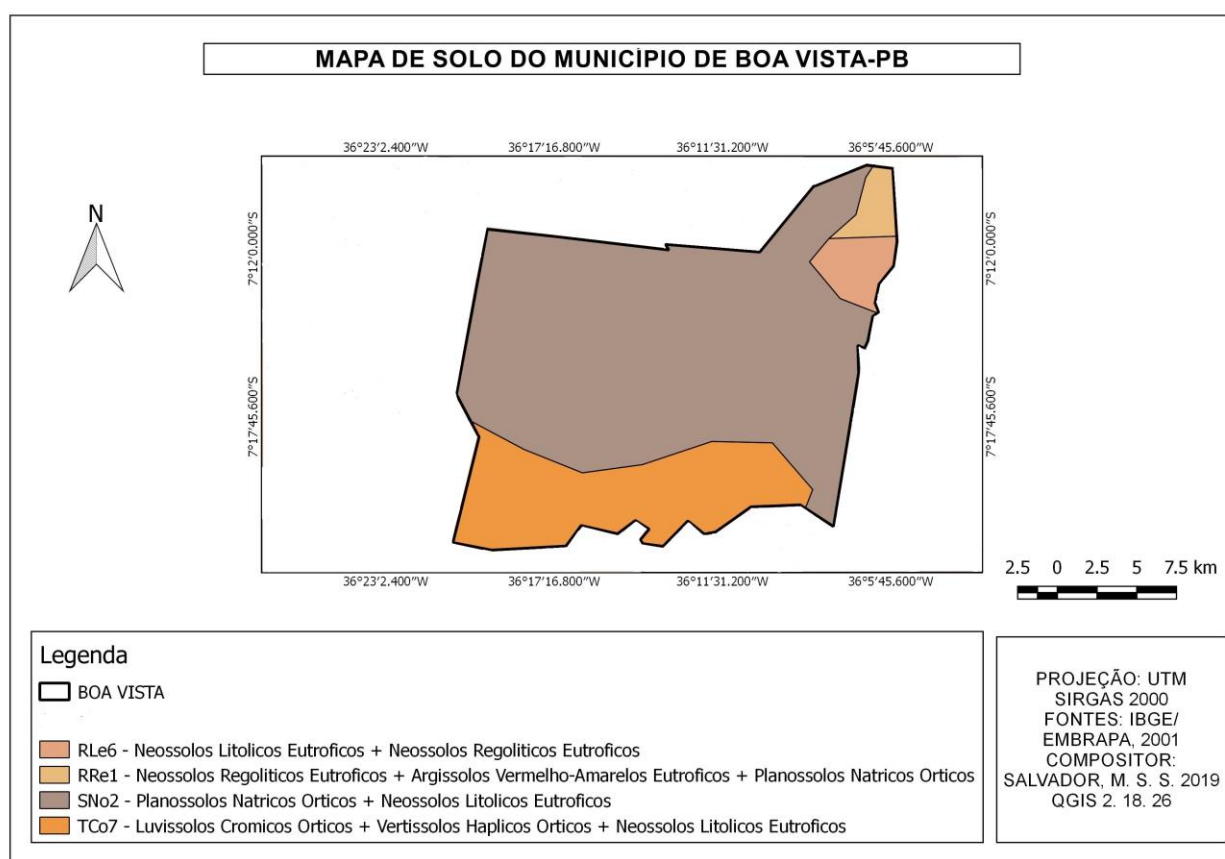 MAPA DE SOLO DO MUNICÍPIO DE BOA VISTA-PB
36°23′2.400″W 36°17′16.800″W 36°11′31.200″W 36°5′45.600″W
N
7°12′0.000″S
7°12′0.000″S
7°17′45.600″S
7°17′45.600″S
36°23′2.400″W 36°17′16.800″W 36°11′31.200″W 36°5′45.600″W
2.5 0 2.5 5 7.5 km
Legenda
BOA VISTA
RLe6 - Neossolos Litolicos Eutroficos + Neossolos Regoliticos Eutroficos
RRe1 - Neossolos Regoliticos Eutroficos + Argissolos Vermelho-Amarelos Eutroficos + Planossolos Natricos Orticos
SNo2 - Planossolos Natricos Orticos + Neossolos Litolicos Eutroficos
TCo7 - Luvissolos Cromicos Orticos + Vertissolos Haplicos Orticos + Neossolos Litolicos Eutroficos
PROJEÇÃO: UTM
SIRGAS 2000
FONTES: IBGE/
EMBRAPA, 2001
COMPOSITOR:
SALVADOR, M. S. S. 2019
QGIS 2. 18. 26